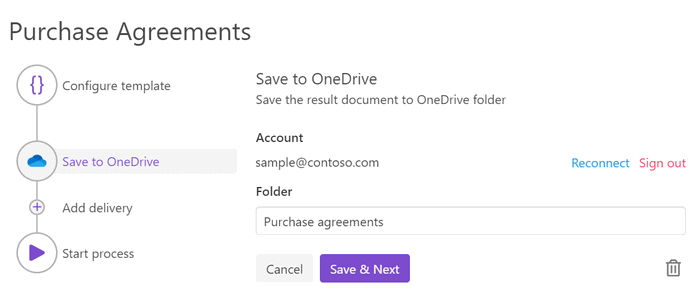 Purchase Agreements
{}
Configure template
Save to OneDrive
Add delivery
Start process
Save to OneDrive
Save the result document to OneDrive folder
Account
sample@contoso.com Reconnect Sign out
Folder
Purchase agreements
Cancel Save & Next